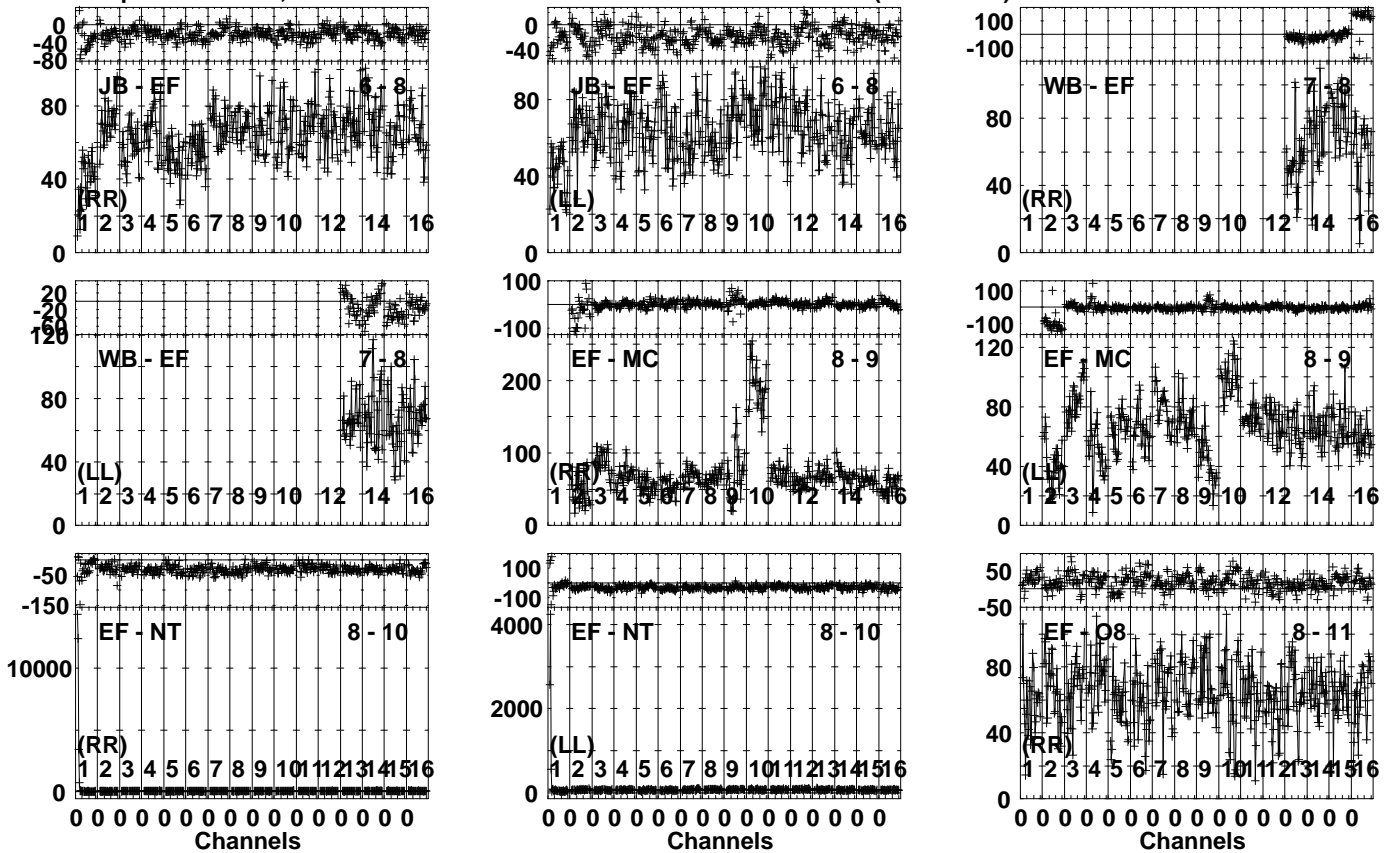 0 0 100
-40 -40 -100
-80 -80
JB - EF 6 - 8 JB - EF 6 - 8 WB - EF 7 - 8
80 80 80
40 40 40
(RR) (LL) (RR)
1 2 3 4 5 6 7 8 9 10 12 14 16 1 2 3 4 5 6 7 8 9 10 12 14 16 1 2 3 4 5 6 7 8 9 10 12 14 16
0 0 0
20 100 100
-20 -100 -100
-60
120 120
WB - EF 7 - 8 EF - MC 8 - 9 EF - MC 8 - 9
80 200 80
40 100 40
(LL) (RR) (LL)
1 2 3 4 5 6 7 8 9 10 12 14 16 1 2 3 4 5 6 7 8 9 10 12 14 16 1 2 3 4 5 6 7 8 9 10 12 14 16
0 0 0
-50 100 50
-150 -100 -50
EF - NT 8 - 10 EF - NT 8 - 10 EF - O8 8 - 11
10000 4000 80
2000 40
(RR) (LL) (RR)
1 2 3 4 5 6 7 8 9 10 11 12 13 14 15 16 1 2 3 4 5 6 7 8 9 10 11 12 13 14 15 16 1 2 3 4 5 6 7 8 9 10 11 12 13 14 15 16
0 0 0
0 0 0 0 0 0 0 0 0 0 0 0 0 0 0 0 0 0 0 0 0 0 0 0 0 0 0 0 0 0 0 0 0 0 0 0 0 0 0 0 0 0 0 0 0 0 0 0
Channels Channels Channels